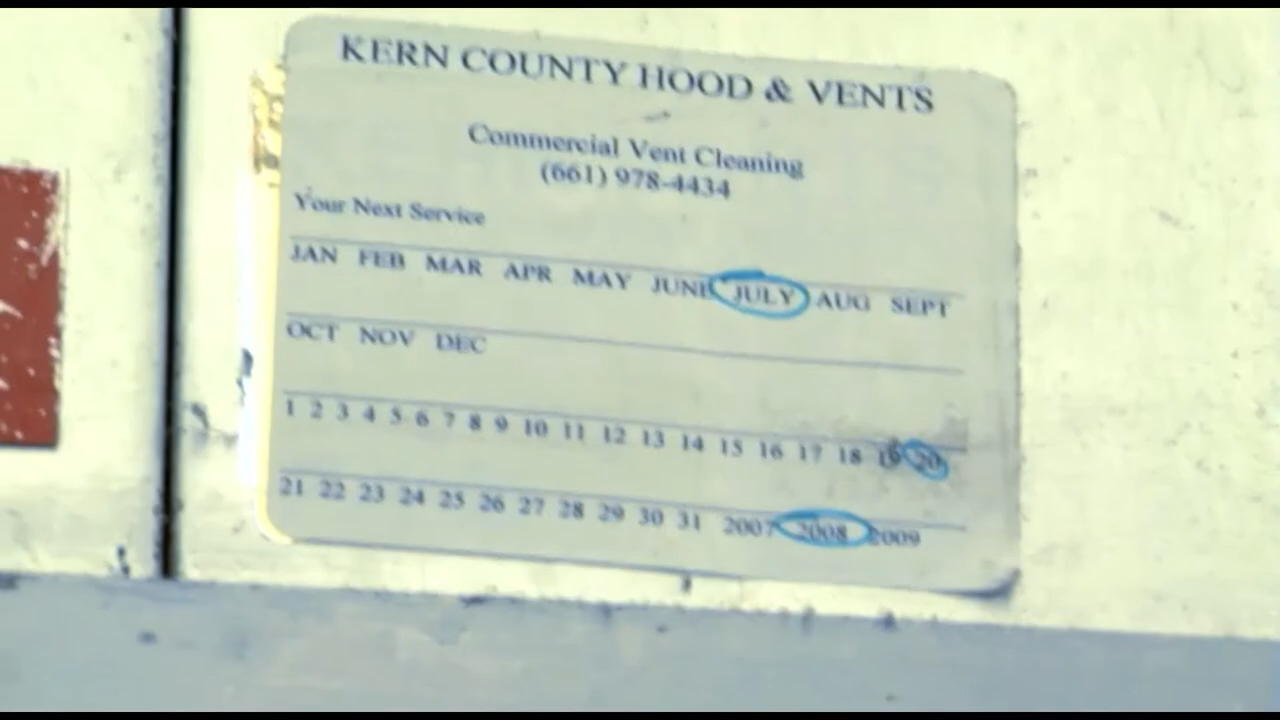 KERN COUNTY HOOD & VENTS
Commercial Vent Cleaning
(661) 978-4434
Your Next Service
JAN FEB MAR APR MAY JUNE JULY AUG SEPT
OCT NOV DEC
1 2 3 4 5 6 7 8 9 10 11 12 13 14 15 16 17 18 19 20
21 22 23 24 25 26 27 28 29 30 31 2007 2008 2009